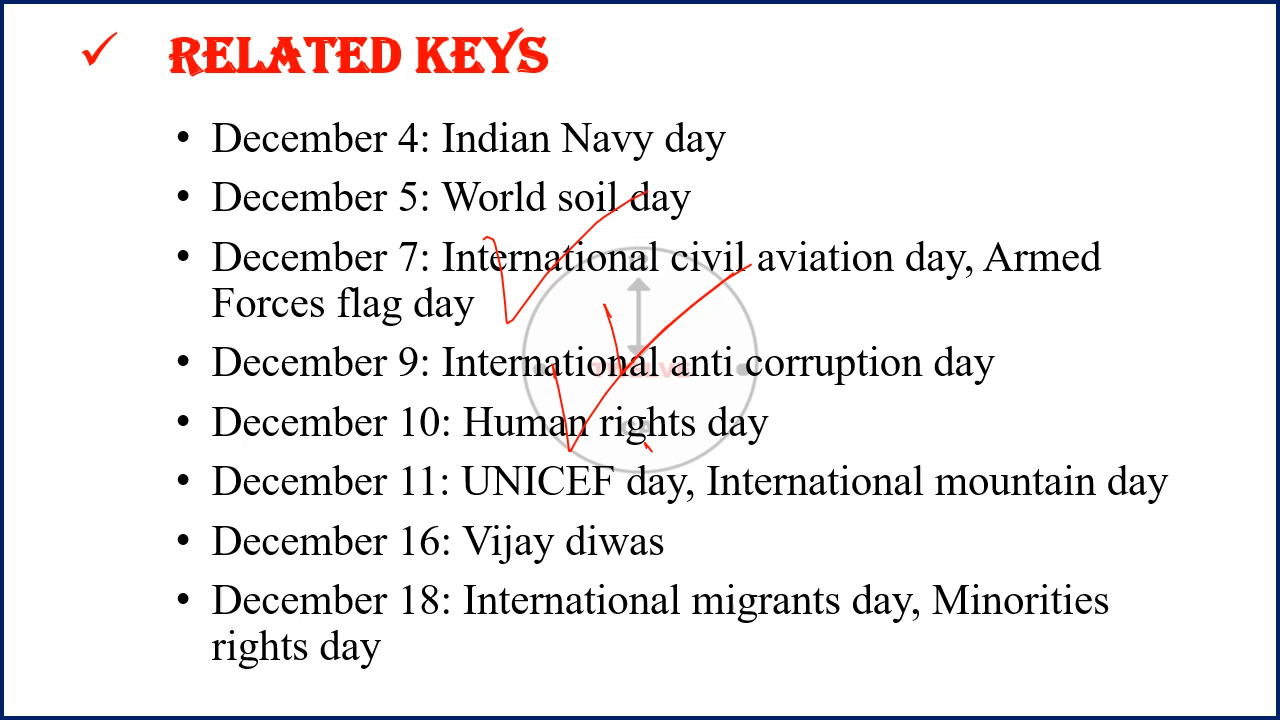 ✓ RELATED KEYS
• December 4: Indian Navy day
• December 5: World soil day
• December 7: International civil aviation day, Armed
Forces flag day
• December 9: International anti corruption day
• December 10: Human rights day
• December 11: UNICEF day, International mountain day
• December 16: Vijay diwas
• December 18: International migrants day, Minorities
rights day